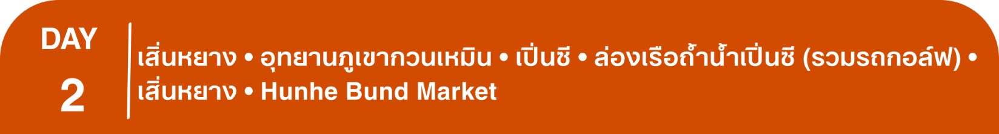 DAY
2
เสิ่นหยาง • อุทยานภูเขากวนเหมิน • เปิ่นซี • ล่องเรือถ้ำน้ำเปิ่นซี (รวมรถกอล์ฟ) •
เสิ่นหยาง • Hunhe Bund Market